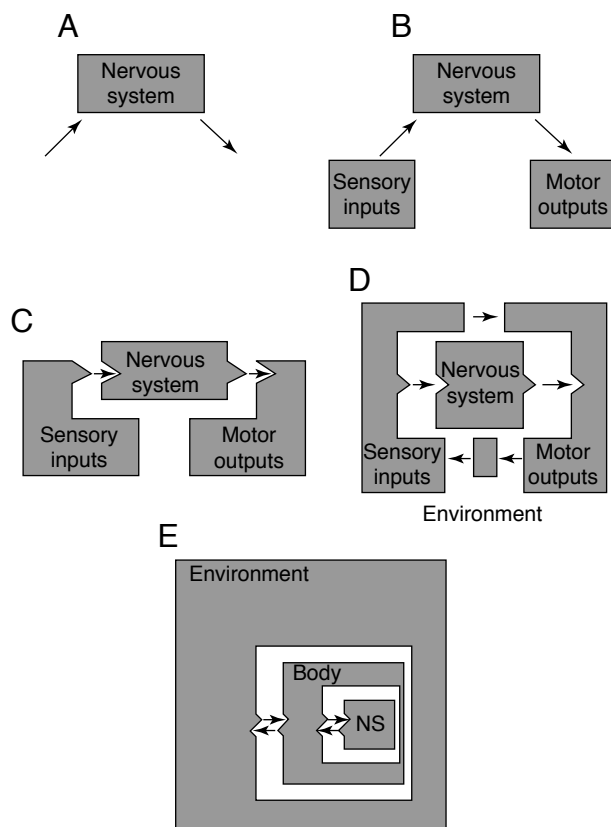 A
Nervous
system
B
Nervous
system
Sensory
inputs
Motor
outputs
C
Nervous
system
Sensory
inputs
Motor
outputs
D
Nervous
system
Sensory
inputs
Motor
outputs
Environment
E
Environment
Body
NS